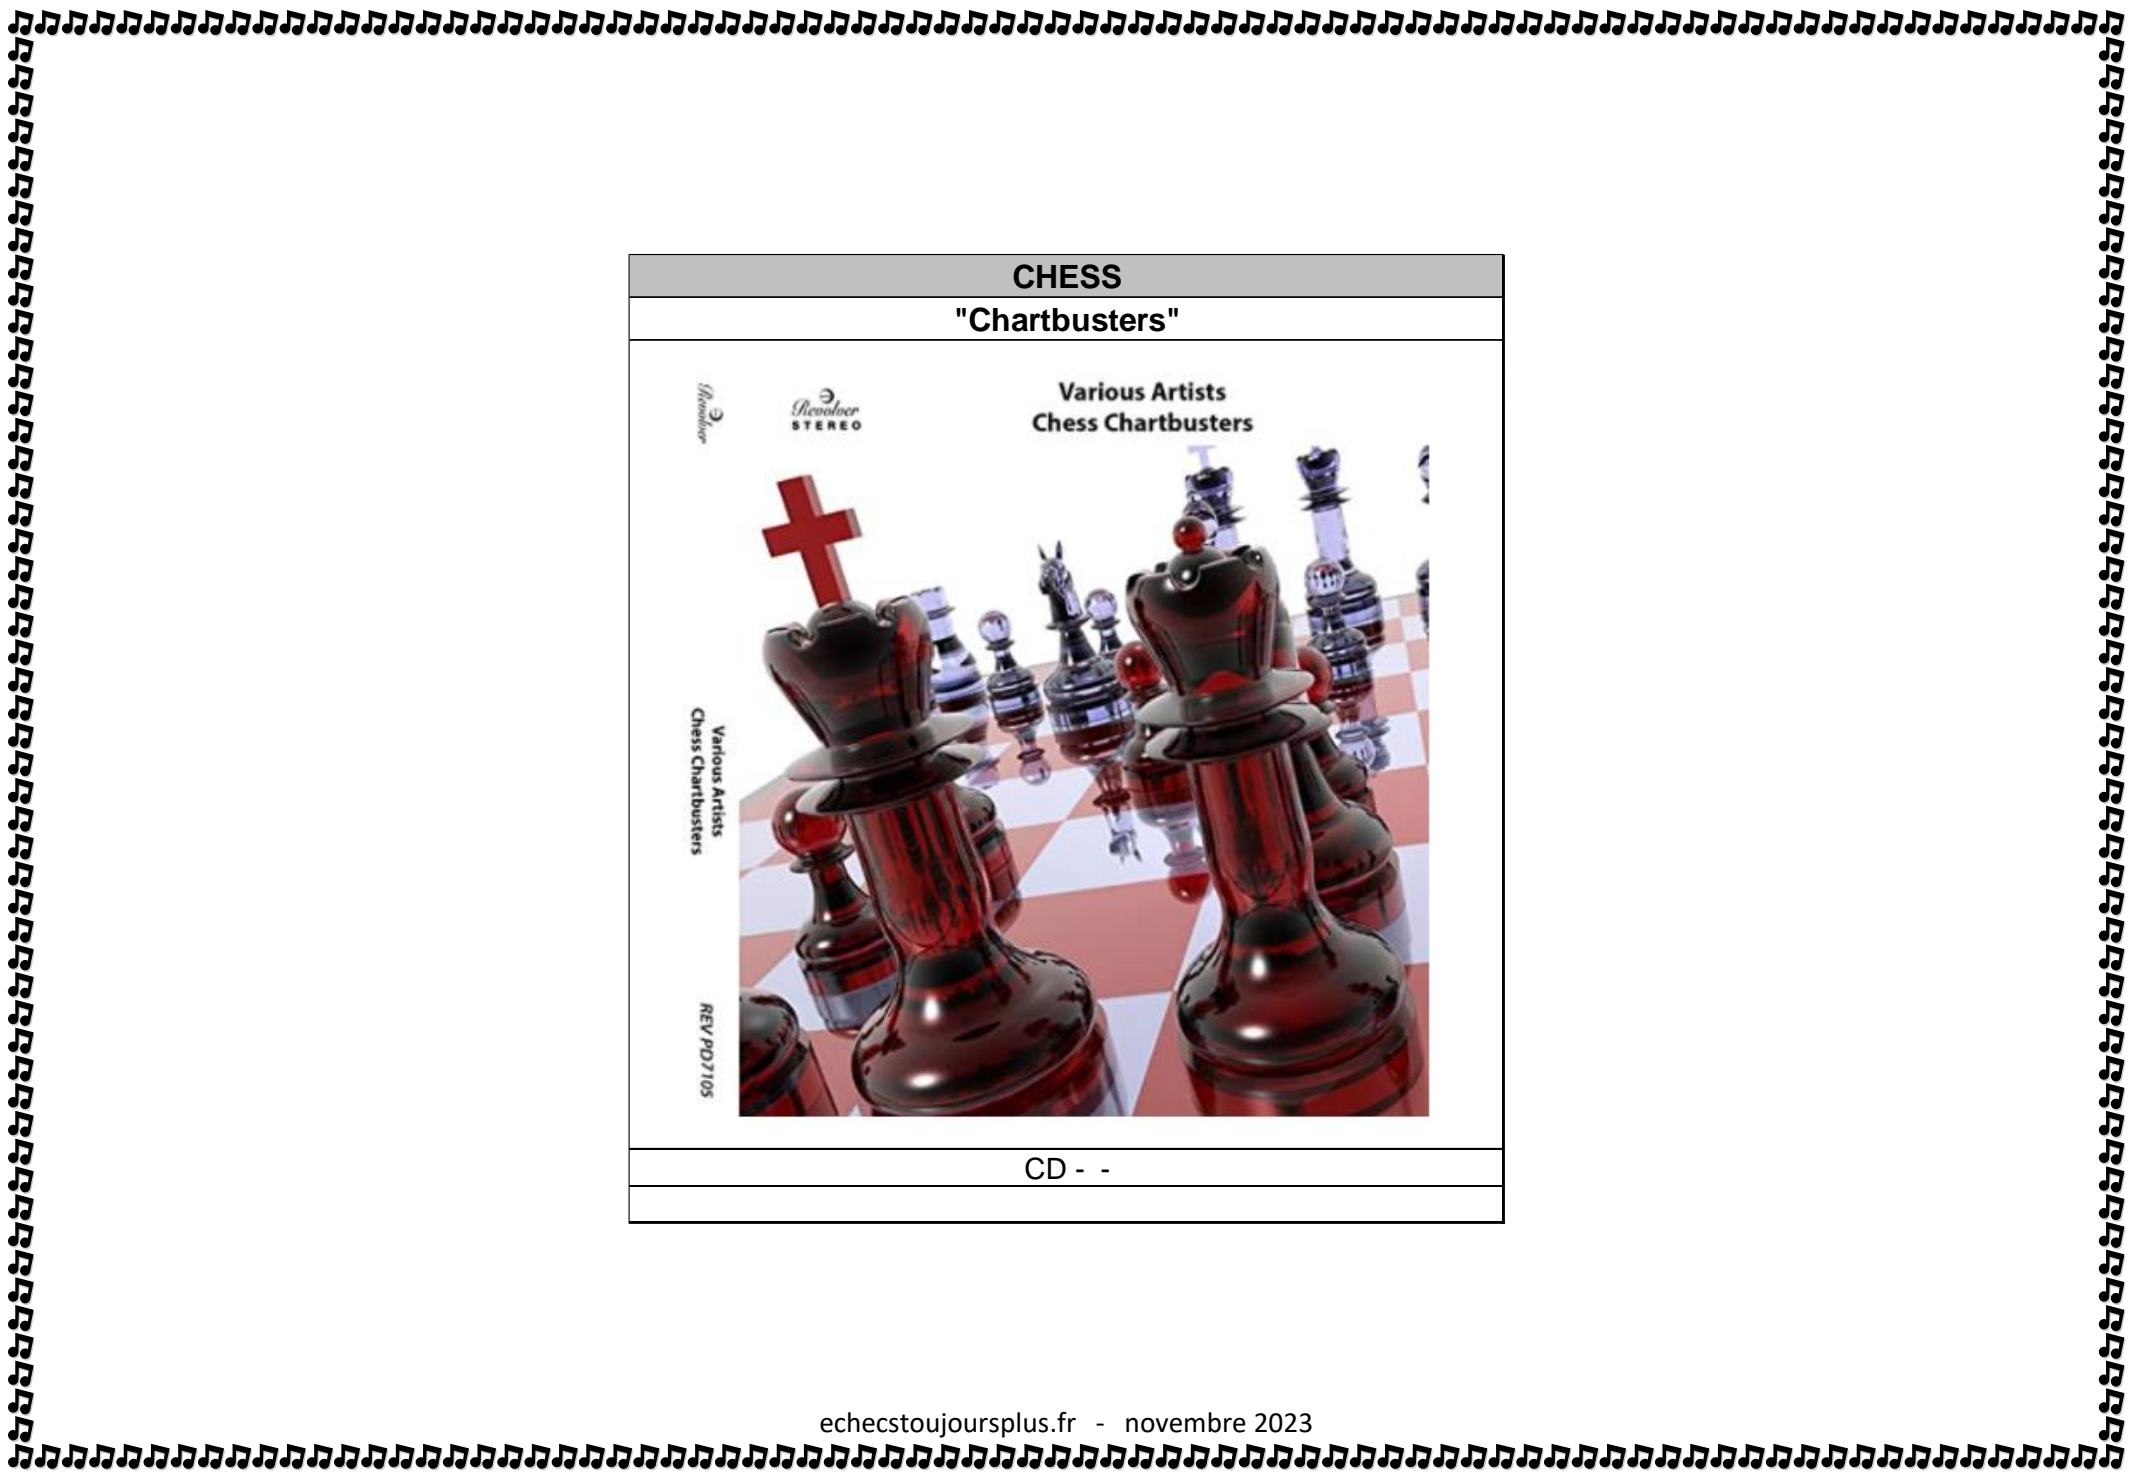 CHESS
"Chartbusters"
Revolver
Revolver
STEREO
Various Artists
Chess Chartbusters
Various Artists
Chess Chartbusters
REV PD7105
CD - -
echecstoujoursplus.fr - novembre 2023